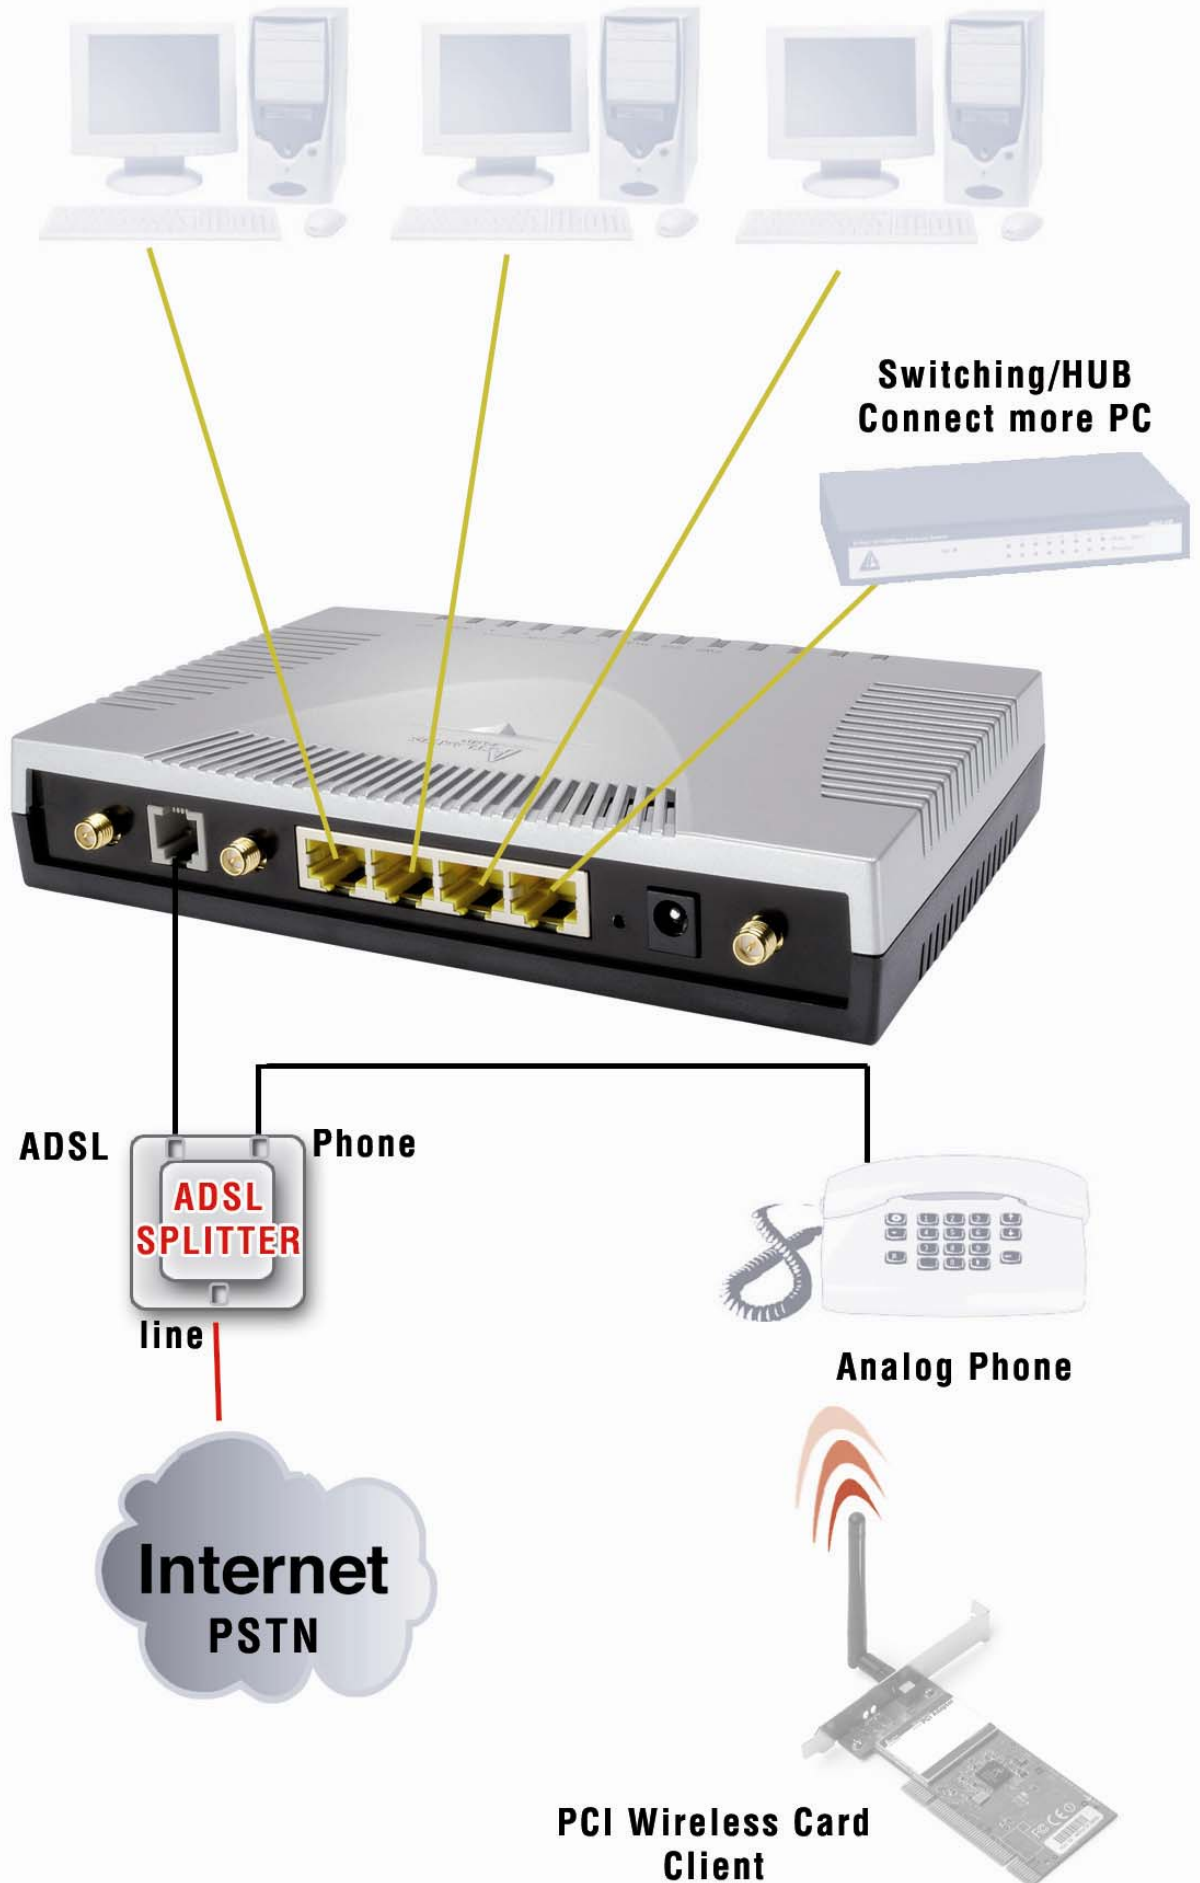 Switching/HUB
Connect more PC
ADSL
Phone
ADSL
SPLITTER
line
Analog Phone
Internet
PSTN
PCI Wireless Card
Client